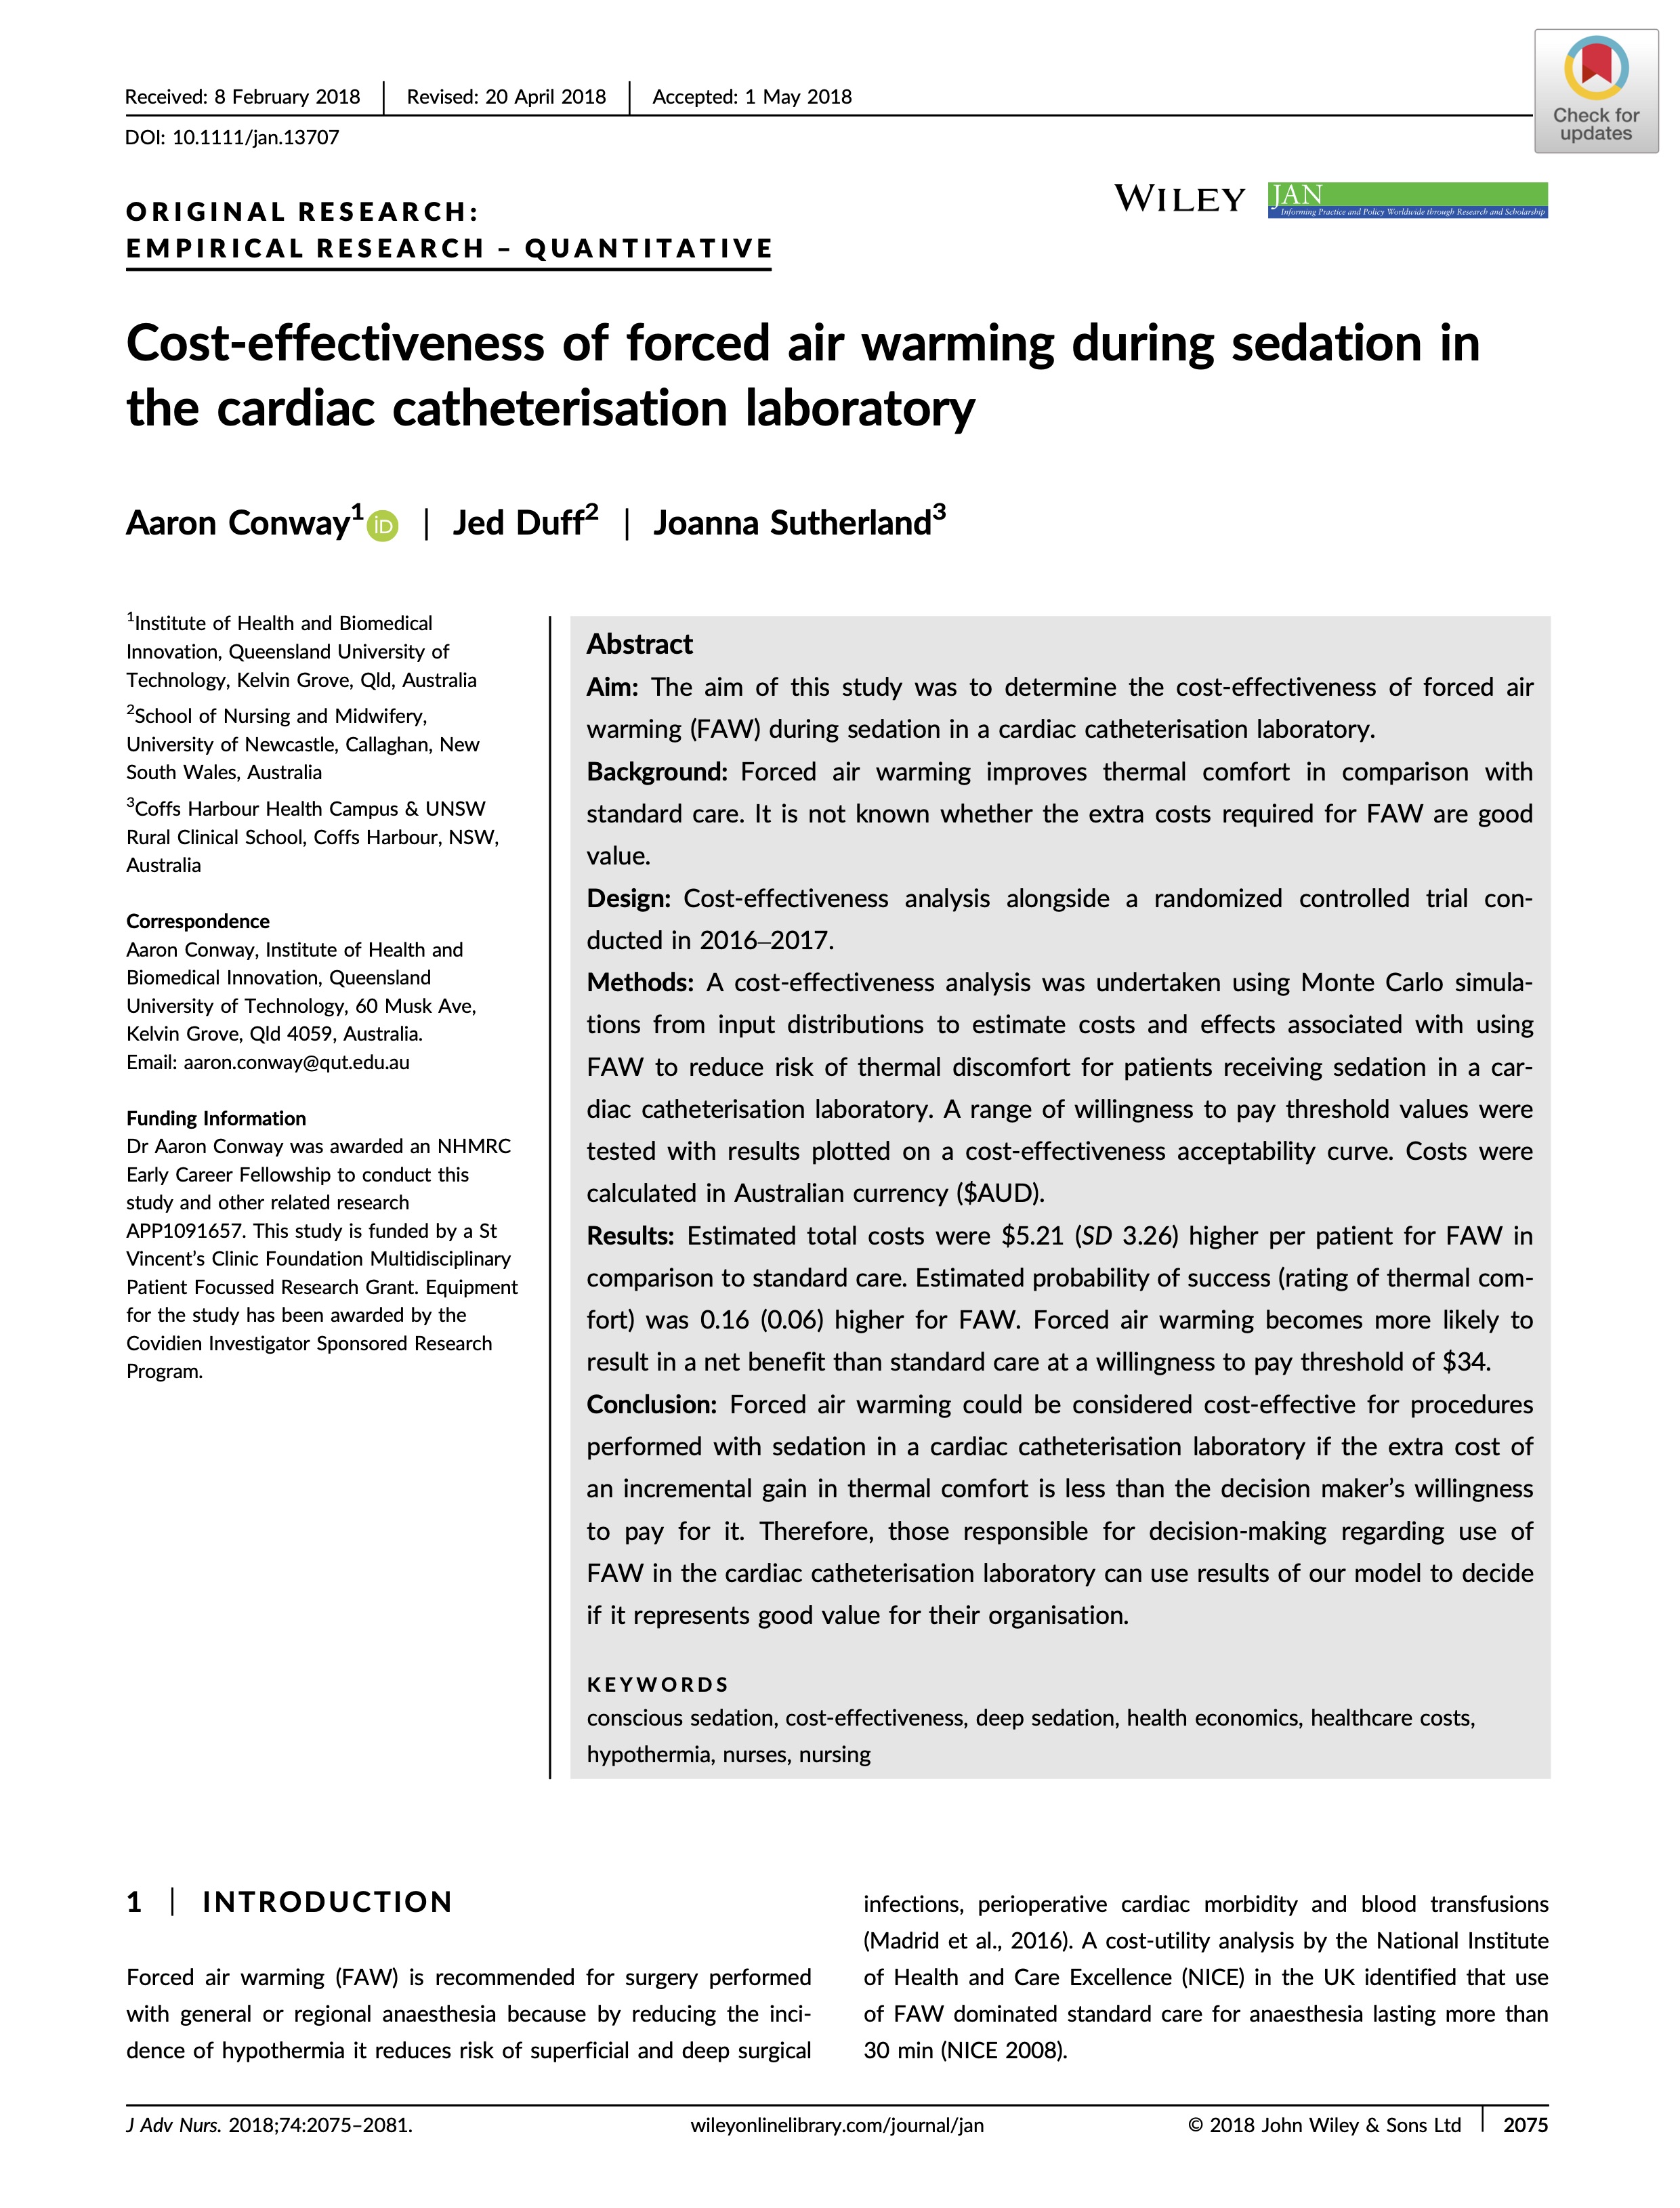 Received: 8 February 2018 | Revised: 20 April 2018 | Accepted: 1 May 2018
DOI: 10.1111/jan.13707
Check for
updates
ORIGINAL RESEARCH:
EMPIRICAL RESEARCH – QUANTITATIVE
WILEY
JAN
Informing Practice and Policy Worldwide through Research and Scholarship
Cost-effectiveness of forced air warming during sedation in
the cardiac catheterisation laboratory
Aaron Conway1 iD | Jed Duff2 | Joanna Sutherland3
1Institute of Health and Biomedical
Innovation, Queensland University of
Technology, Kelvin Grove, Qld, Australia
2School of Nursing and Midwifery,
University of Newcastle, Callaghan, New
South Wales, Australia
3Coffs Harbour Health Campus & UNSW
Rural Clinical School, Coffs Harbour, NSW,
Australia
Correspondence
Aaron Conway, Institute of Health and
Biomedical Innovation, Queensland
University of Technology, 60 Musk Ave,
Kelvin Grove, Qld 4059, Australia.
Email: aaron.conway@qut.edu.au
Funding Information
Dr Aaron Conway was awarded an NHMRC
Early Career Fellowship to conduct this
study and other related research
APP1091657. This study is funded by a St
Vincent's Clinic Foundation Multidisciplinary
Patient Focussed Research Grant. Equipment
for the study has been awarded by the
Covidien Investigator Sponsored Research
Program.
Abstract
Aim: The aim of this study was to determine the cost-effectiveness of forced air
warming (FAW) during sedation in a cardiac catheterisation laboratory.
Background: Forced air warming improves thermal comfort in comparison with
standard care. It is not known whether the extra costs required for FAW are good
value.
Design: Cost-effectiveness analysis alongside a randomized controlled trial con-
ducted in 2016–2017.
Methods: A cost-effectiveness analysis was undertaken using Monte Carlo simula-
tions from input distributions to estimate costs and effects associated with using
FAW to reduce risk of thermal discomfort for patients receiving sedation in a car-
diac catheterisation laboratory. A range of willingness to pay threshold values were
tested with results plotted on a cost-effectiveness acceptability curve. Costs were
calculated in Australian currency ($AUD).
Results: Estimated total costs were $5.21 (SD 3.26) higher per patient for FAW in
comparison to standard care. Estimated probability of success (rating of thermal com-
fort) was 0.16 (0.06) higher for FAW. Forced air warming becomes more likely to
result in a net benefit than standard care at a willingness to pay threshold of $34.
Conclusion: Forced air warming could be considered cost-effective for procedures
performed with sedation in a cardiac catheterisation laboratory if the extra cost of
an incremental gain in thermal comfort is less than the decision maker's willingness
to pay for it. Therefore, those responsible for decision-making regarding use of
FAW in the cardiac catheterisation laboratory can use results of our model to decide
if it represents good value for their organisation.
KEYWORDS
conscious sedation, cost-effectiveness, deep sedation, health economics, healthcare costs,
hypothermia, nurses, nursing
1 | INTRODUCTION
Forced air warming (FAW) is recommended for surgery performed
with general or regional anaesthesia because by reducing the inci-
dence of hypothermia it reduces risk of superficial and deep surgical
infections, perioperative cardiac morbidity and blood transfusions
(Madrid et al., 2016). A cost-utility analysis by the National Institute
of Health and Care Excellence (NICE) in the UK identified that use
of FAW dominated standard care for anaesthesia lasting more than
30 min (NICE 2008).
J Adv Nurs. 2018;74:2075–2081.
wileyonlinelibrary.com/journal/jan
© 2018 John Wiley & Sons Ltd | 2075